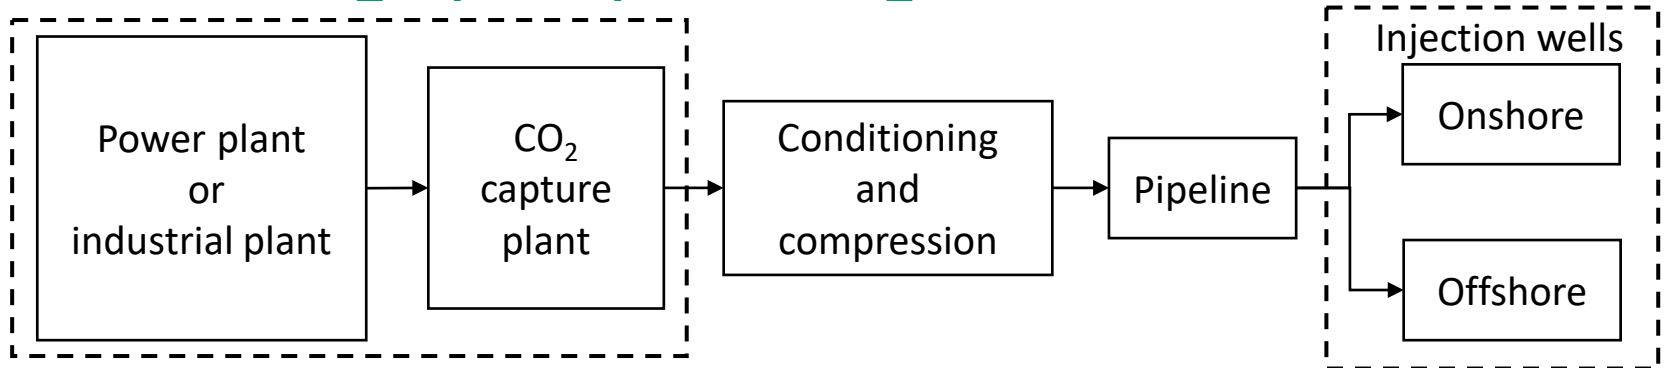 Power plant
or
industrial plant
CO₂
capture
plant
Conditioning
and
compression
Pipeline
Injection wells
Onshore
Offshore